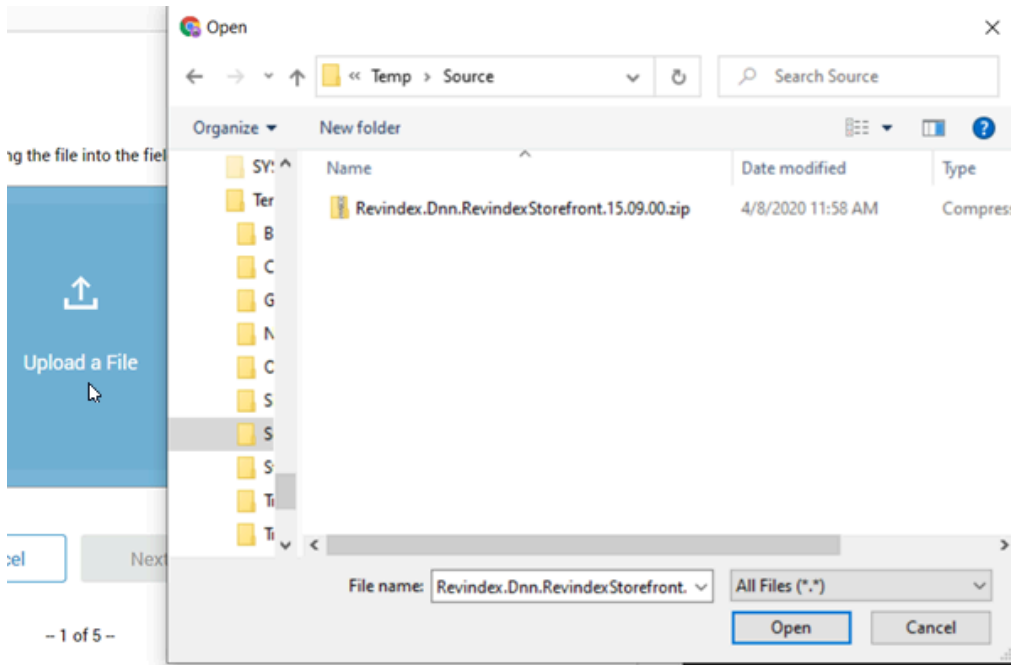 Open
Temp > Source
Search Source
Organize
New folder
ng the file into the fiel
Name
Date modified
Type
Revindex.Dnn.RevindexStorefront.15.09.00.zip
4/8/2020 11:58 AM
Compres
SY:
Ter
B
C
G
N
O
S
S
S
Upload a File
cel
Next
File name:
Revindex.Dnn.RevindexStorefront.
All Files (*.*)
Open
Cancel
-- 1 of 5 --